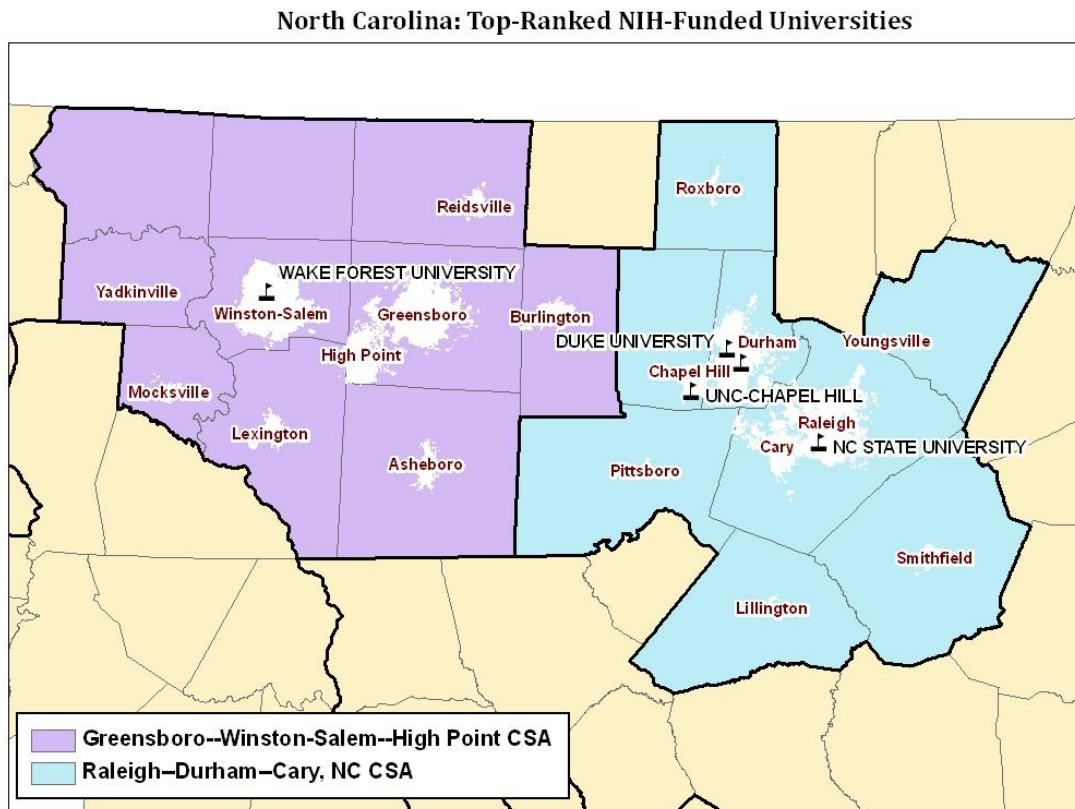 North Carolina: Top-Ranked NIH-Funded Universities
Roxboro
Reidsville
WAKE FOREST UNIVERSITY
Yadkinville
Winston-Salem
Greensboro
Burlington
High Point
DUKE UNIVERSITY
Durham
Youngsville
Chapel Hill
Mocksville
UNC-CHAPEL HILL
Lexington
Raleigh
Asheboro
Cary
NC STATE UNIVERSITY
Pittsboro
Smithfield
Lillington
Greensboro--Winston-Salem--High Point CSA
Raleigh--Durham--Cary, NC CSA